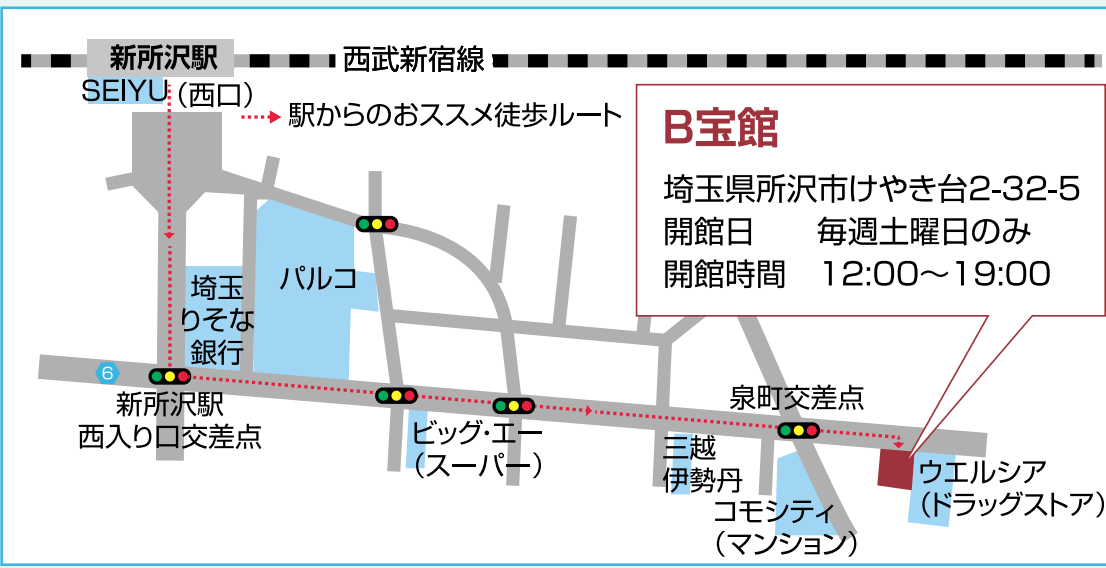 新所沢駅
西武新宿線
SEIYU（西口）
駅からのおススメ徒歩ルート
B宝館
埼玉県所沢市けやき台2-32-5
開館日　毎週土曜日のみ
開館時間　12:00～19:00
パルコ
埼玉
りそな
銀行
6
新所沢駅
西入り口交差点
ビッグ・エー
（スーパー）
泉町交差点
三越
伊勢丹
コモシティ
（マンション）
ウエルシア
（ドラッグストア）